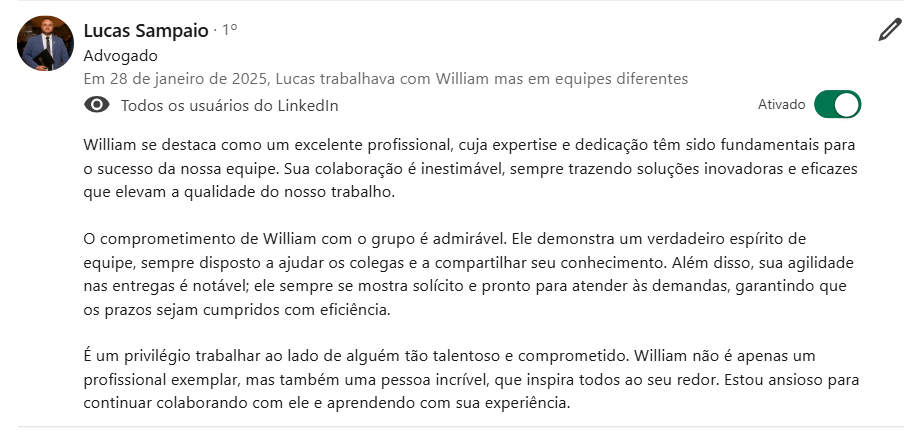 Lucas Sampaio · 1º
Advogado
Em 28 de janeiro de 2025, Lucas trabalhava com William mas em equipes diferentes
Todos os usuários do LinkedIn
Ativado
William se destaca como um excelente profissional, cuja expertise e dedicação têm sido fundamentais para
o sucesso da nossa equipe. Sua colaboração é inestimável, sempre trazendo soluções inovadoras e eficazes
que elevam a qualidade do nosso trabalho.
O comprometimento de William com o grupo é admirável. Ele demonstra um verdadeiro espírito de
equipe, sempre disposto a ajudar os colegas e a compartilhar seu conhecimento. Além disso, sua agilidade
nas entregas é notável; ele sempre se mostra solícito e pronto para atender às demandas, garantindo que
os prazos sejam cumpridos com eficiência.
É um privilégio trabalhar ao lado de alguém tão talentoso e comprometido. William não é apenas um
profissional exemplar, mas também uma pessoa incrível, que inspira todos ao seu redor. Estou ansioso para
continuar colaborando com ele e aprendendo com sua experiência.